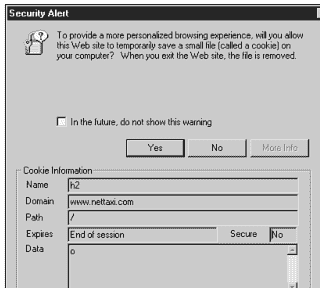 Security Alert
To provide a more personalized browsing experience, will you allow
this Web site to temporarily save a small file (called a cookie) on
your computer? When you exit the Web site, the file is removed.
In the future, do not show this warning
Yes No More Info
Cookie Information
Name h2
Domain www.nettaxi.com
Path /
Expires End of session Secure No
Data o